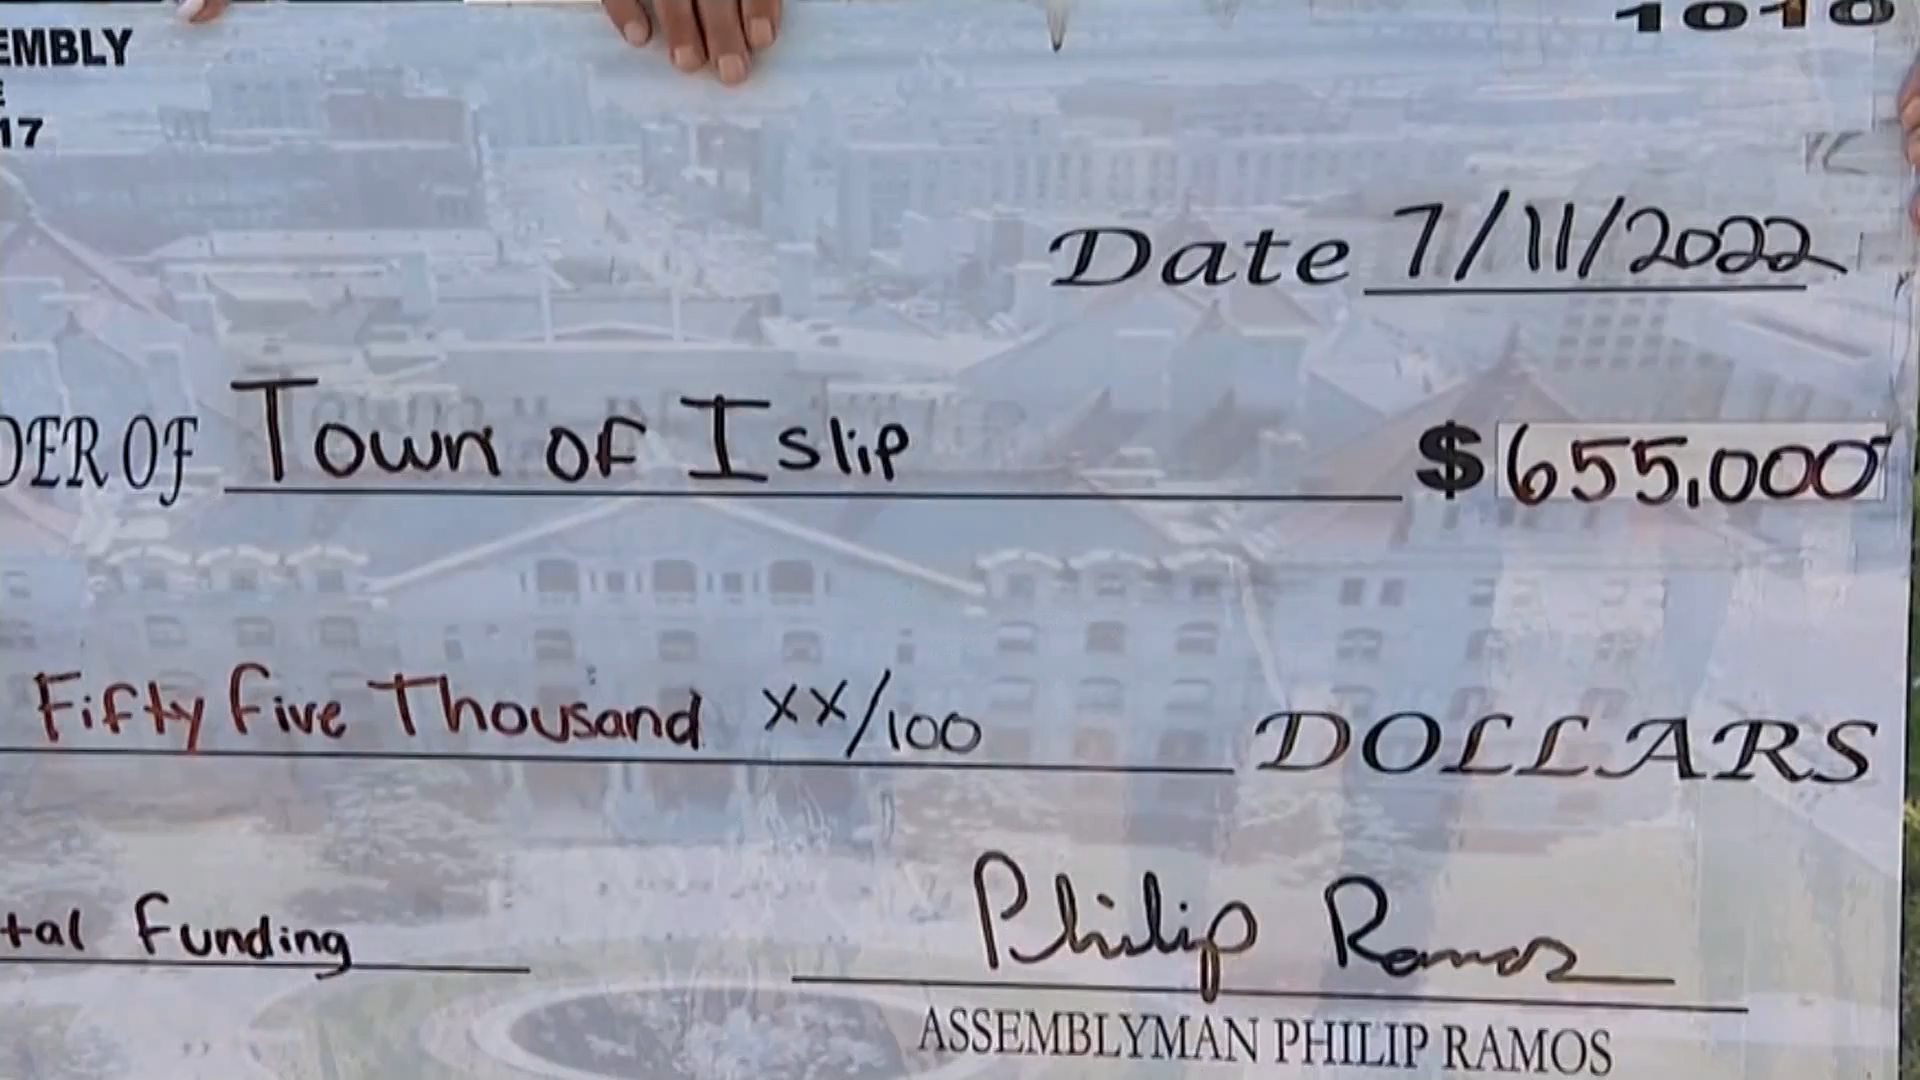 EMBLY
17
1010
Date 7/11/2022
DER OF Town of Islip $655,000
Fifty five Thousand xx/100 DOLLARS
tal funding
Philip Ramos
ASSEMBLYMAN PHILIP RAMOS